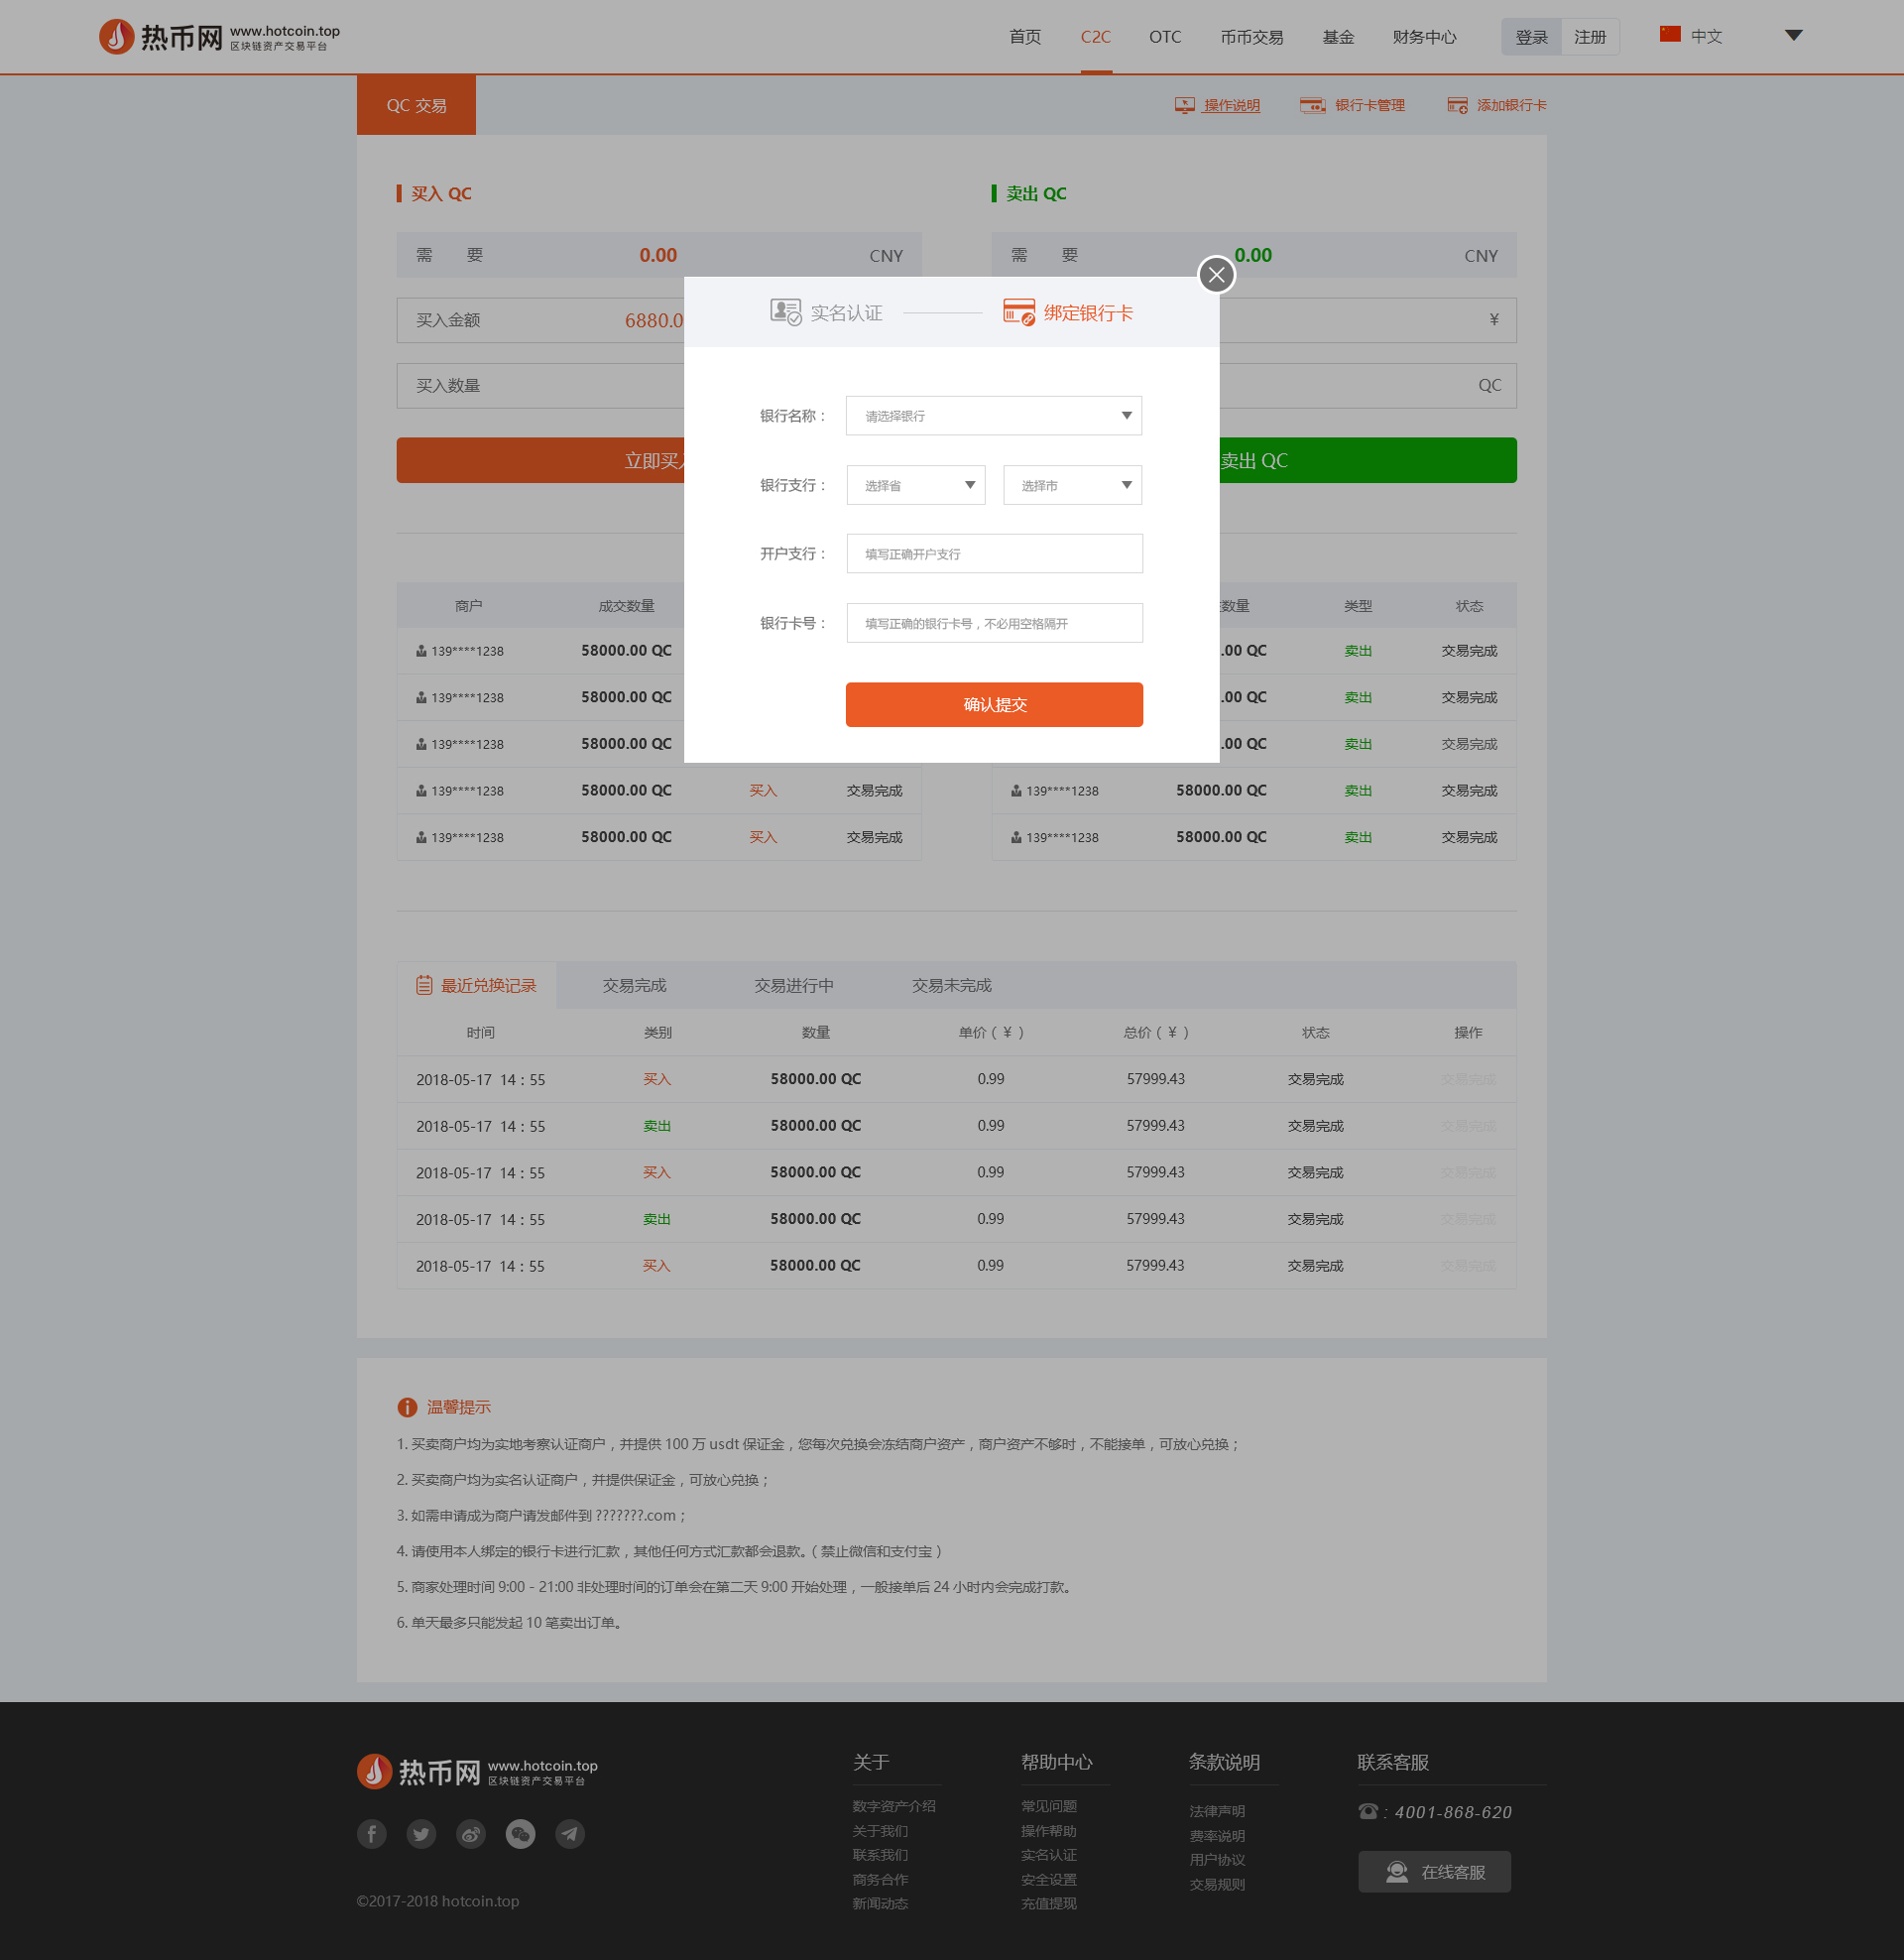 热币网 www.hotcoin.top
区块链资产交易平台
首页 C2C OTC 币币交易 基金 财务中心 登录 注册 中文
QC 交易 操作说明 银行卡管理 添加银行卡
买入 QC 卖出 QC
需 要 0.00 CNY 需 要 0.00 CNY
实名认证 绑定银行卡
买入金额 6880.0 ¥
买入数量 QC
银行名称： 请选择银行
立即买入 卖出 QC
银行支行： 选择省 选择市
开户支行： 填写正确开户支行
商户 成交数量 数量 类型 状态
银行卡号： 填写正确的银行卡号，不必用空格隔开
139****1238 58000.00 QC .00 QC 卖出 交易完成
139****1238 58000.00 QC .00 QC 卖出 交易完成
确认提交
139****1238 58000.00 QC .00 QC 卖出 交易完成
139****1238 58000.00 QC 买入 交易完成 139****1238 58000.00 QC 卖出 交易完成
139****1238 58000.00 QC 买入 交易完成 139****1238 58000.00 QC 卖出 交易完成
最近兑换记录 交易完成 交易进行中 交易未完成
时间 类别 数量 单价（¥） 总价（¥） 状态 操作
2018-05-17 14：55 买入 58000.00 QC 0.99 57999.43 交易完成 交易完成
2018-05-17 14：55 卖出 58000.00 QC 0.99 57999.43 交易完成 交易完成
2018-05-17 14：55 买入 58000.00 QC 0.99 57999.43 交易完成 交易完成
2018-05-17 14：55 卖出 58000.00 QC 0.99 57999.43 交易完成 交易完成
2018-05-17 14：55 买入 58000.00 QC 0.99 57999.43 交易完成 交易完成
温馨提示
1. 买卖商户均为实地考察认证商户，并提供 100 万 usdt 保证金，您每次兑换会冻结商户资产，商户资产不够时，不能接单，可放心兑换；
2. 买卖商户均为实名认证商户，并提供保证金，可放心兑换；
3. 如需申请成为商户请发邮件到 ???????.com；
4. 请使用本人绑定的银行卡进行汇款，其他任何方式汇款都会退款。（禁止微信和支付宝）
5. 商家处理时间 9:00 - 21:00 非处理时间的订单会在第二天 9:00 开始处理，一般接单后 24 小时内会完成打款。
6. 单天最多只能发起 10 笔卖出订单。
热币网 www.hotcoin.top
区块链资产交易平台
©2017-2018 hotcoin.top
关于
数字资产介绍
关于我们
联系我们
商务合作
新闻动态
帮助中心
常见问题
操作帮助
实名认证
安全设置
充值提现
条款说明
法律声明
费率说明
用户协议
交易规则
联系客服
: 4001-868-620
在线客服